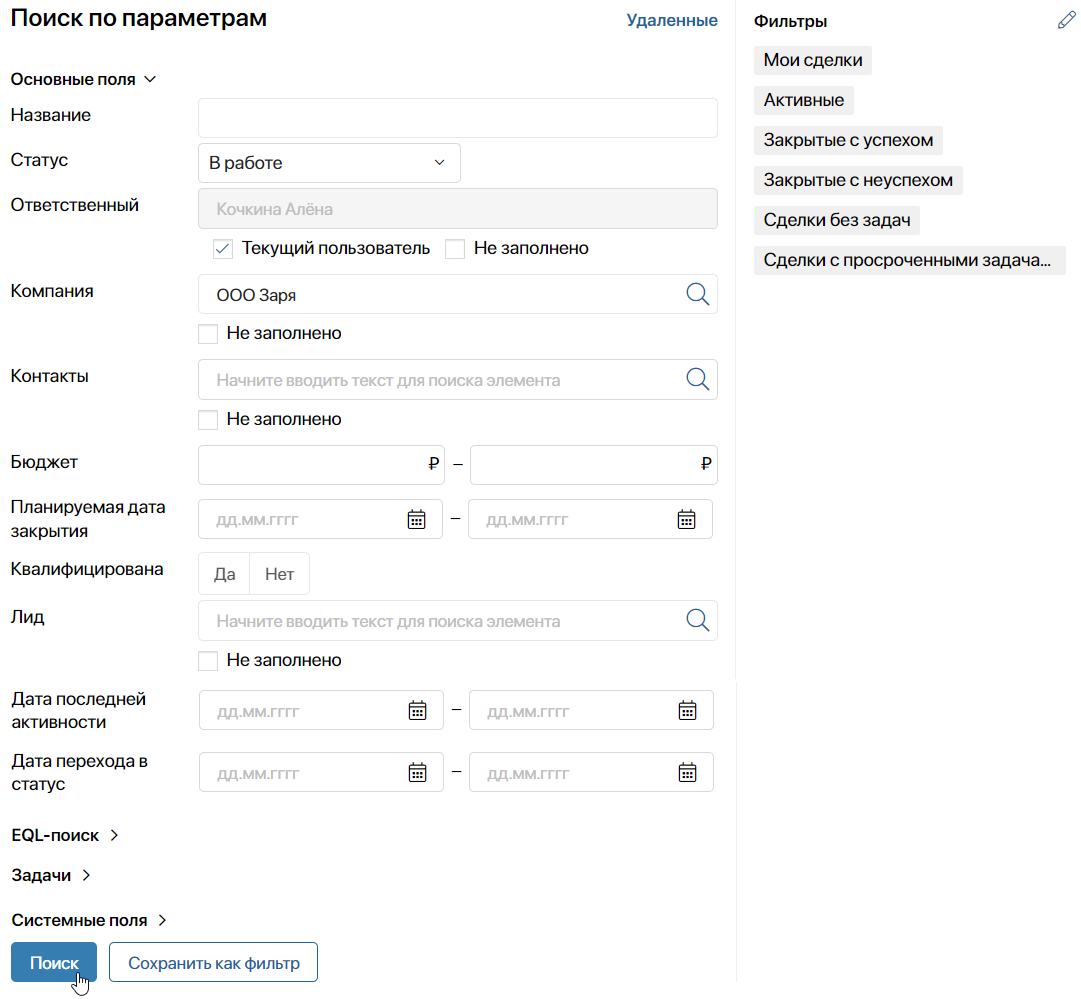 Поиск по параметрам
Удаленные
Основные поля
Название
Статус
В работе
Ответственный
Кочкина Алёна
Текущий пользователь
Не заполнено
Компания
ООО Заря
Не заполнено
Контакты
Начните вводить текст для поиска элемента
Не заполнено
Бюджет
₽ – ₽
Планируемая дата
закрытия
дд.мм.гггг – дд.мм.гггг
Квалифицирована
Да
Нет
Лид
Начните вводить текст для поиска элемента
Не заполнено
Дата последней
активности
дд.мм.гггг – дд.мм.гггг
Дата перехода в
статус
дд.мм.гггг – дд.мм.гггг
EQL-поиск
Задачи
Системные поля
Поиск
Сохранить как фильтр
Фильтры
Мои сделки
Активные
Закрытые с успехом
Закрытые с неуспехом
Сделки без задач
Сделки с просроченными задача...